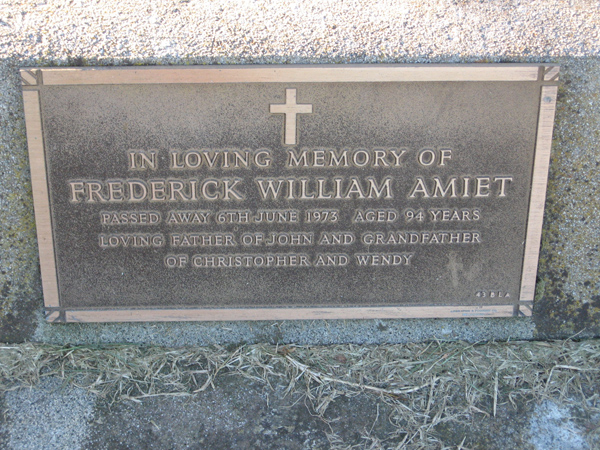 IN LOVING MEMORY OF
FREDERICK WILLIAM AMIET
PASSED AWAY 6TH JUNE 1973 AGED 94 YEARS
LOVING FATHER OF JOHN AND GRANDFATHER
OF CHRISTOPHER AND WENDY